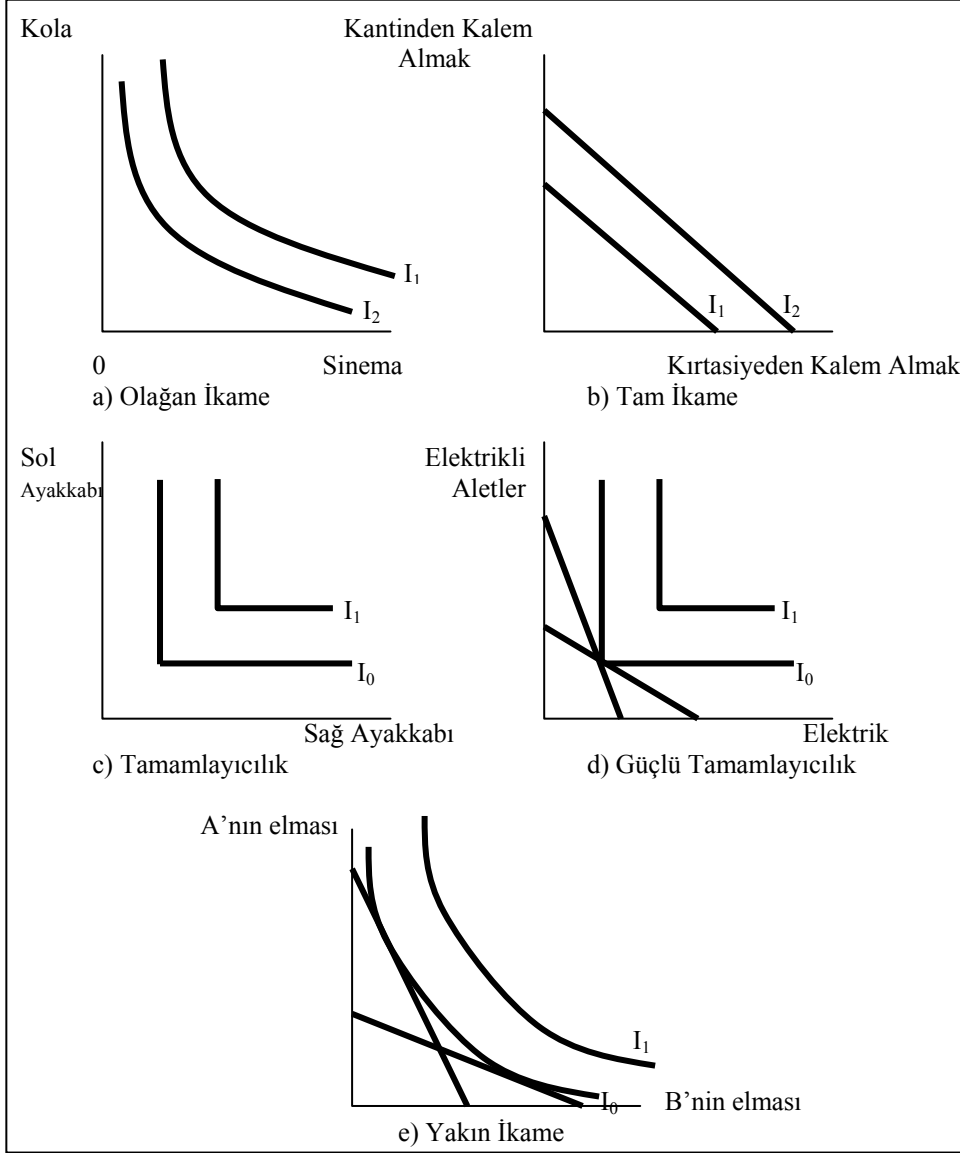 Kola
I₁
I₂
0
Sinema
a) Olağan İkame
Kantinden Kalem
Almak
I₁
I₂
Kırtasiyeden Kalem Almak
b) Tam İkame
Sol
Ayakkabı
I₁
I₀
Sağ Ayakkabı
c) Tamamlayıcılık
Elektrikli
Aletler
I₁
I₀
Elektrik
d) Güçlü Tamamlayıcılık
A’nın elması
I₁
I₀
B’nin elması
e) Yakın İkame